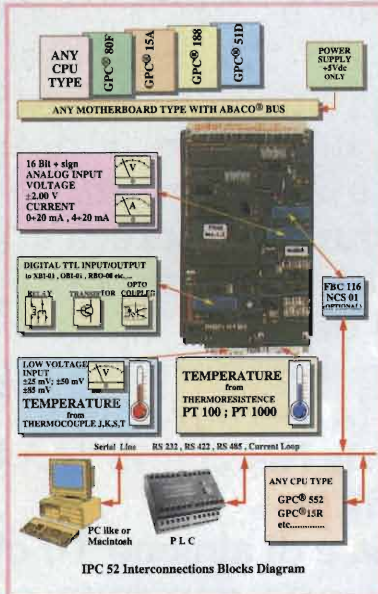 ANY
CPU
TYPE
GPC® 80F
GPC® 15A
GPC® 188
GPC® 51D
POWER
SUPPLY
+5Vdc
ONLY
ANY MOTHERBOARD TYPE WITH ABACO® BUS
16 Bit + sign
ANALOG INPUT
VOLTAGE
±2.00 V
CURRENT
0÷20 mA , 4÷20 mA
V
A
DIGITAL TTL INPUT/OUTPUT
to XBI-01 , OBI-01 , RBO-08 etc...
RELAY
TRANSISTOR
OPTO
COUPLED
FBC 116
NCS 01
(OPTIONAL)
LOW VOLTAGE
INPUT
±25 mV; ±50 mV
±85 mV
TEMPERATURE
from
THERMOCOUPLE J,K,S,T
V
TEMPERATURE
from
THERMORESISTENCE
PT 100 ; PT 1000
Serial Line RS 232 , RS 422 , RS 485 , Current Loop
PC like or
Macintosh
P L C
ANY CPU TYPE
GPC® 552
GPC® 15R
etc..............
IPC 52 Interconnections Blocks Diagram